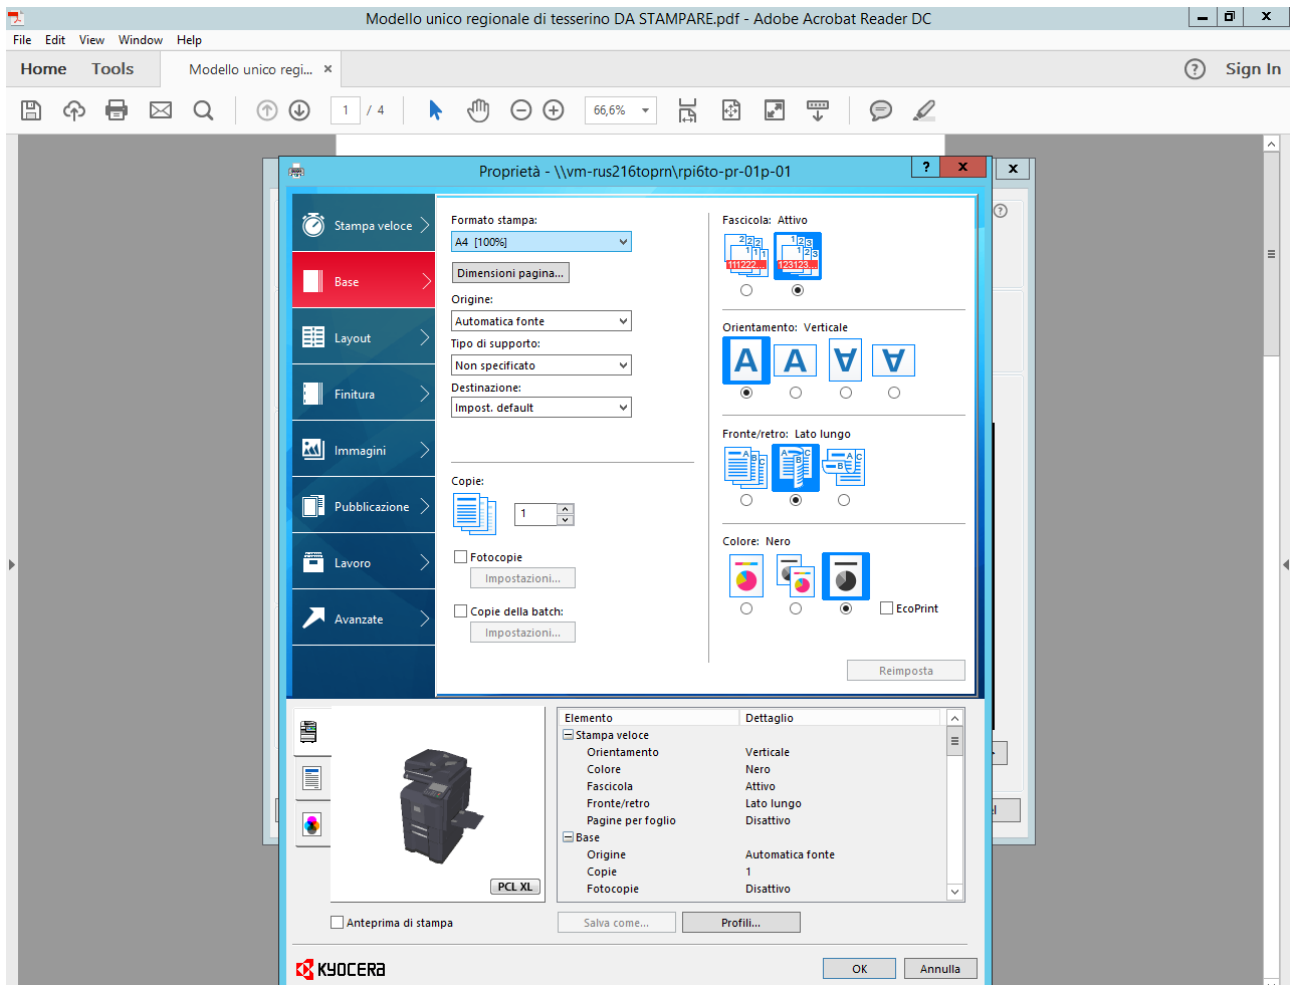 Modello unico regionale di tesserino DA STAMPARE.pdf - Adobe Acrobat Reader DC
File Edit View Window Help
Home Tools Modello unico regi... ×
? Sign In
1 / 4 66,6%
Proprietà - \\vm-rus216toprn\rpi6to-pr-01p-01
? x x
Stampa veloce
Base
Layout
Finitura
Immagini
Pubblicazione
Lavoro
Avanzate
Formato stampa:
A4 [100%]
Dimensioni pagina...
Origine:
Automatica fonte
Tipo di supporto:
Non specificato
Destinazione:
Impost. default
Copie:
1
Fotocopie
Impostazioni...
Copie della batch:
Impostazioni...
Fascicola: Attivo
111222... 123123...
Orientamento: Verticale
A A A A
Fronte/retro: Lato lungo
A B C A B C A B C
Colore: Nero
EcoPrint
Reimposta
Elemento Dettaglio
Stampa veloce
Orientamento Verticale
Colore Nero
Fascicola Attivo
Fronte/retro Lato lungo
Pagine per foglio Disattivo
Base
Origine Automatica fonte
Copie 1
Fotocopie Disattivo
PCL XL
Anteprima di stampa
Salva come... Profili...
KYOCERA
OK Annulla